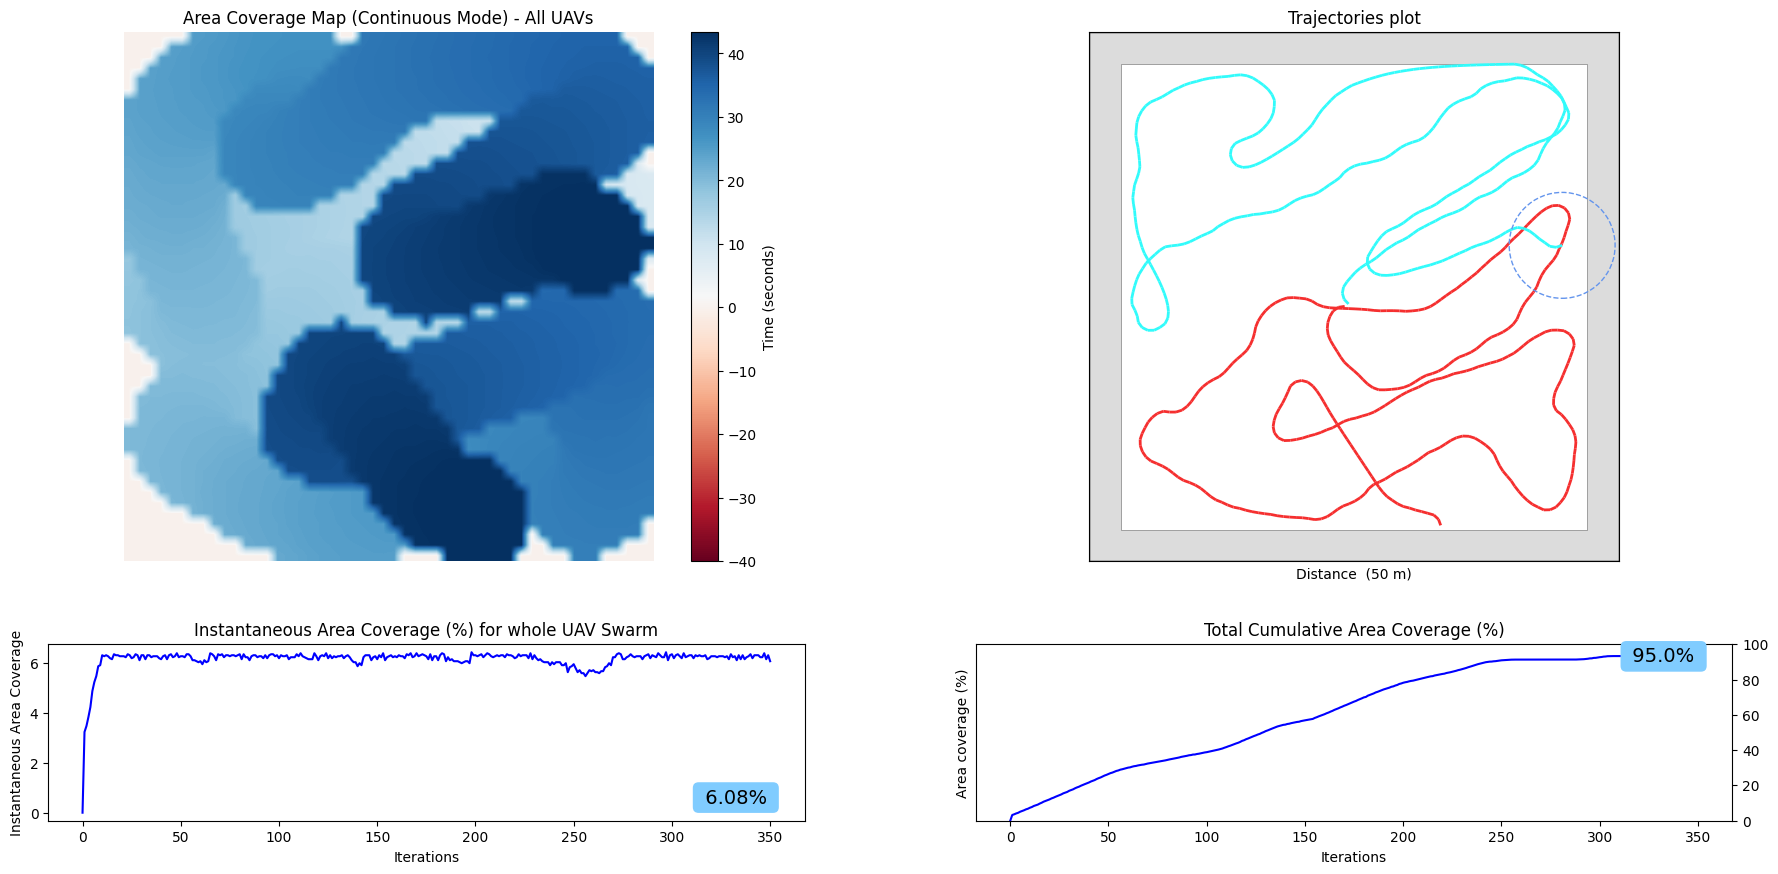 Area Coverage Map (Continuous Mode) - All UAVs
40
30
20
10
0
−10
−20
−30
−40
Time (seconds)
Trajectories plot
Distance  (50 m)
Instantaneous Area Coverage (%) for whole UAV Swarm
Instantaneous Area Coverage
6
4
2
0
6.08%
0 50 100 150 200 250 300 350
Iterations
Total Cumulative Area Coverage (%)
Area coverage (%)
95.0%
100
80
60
40
20
0
0 50 100 150 200 250 300 350
Iterations